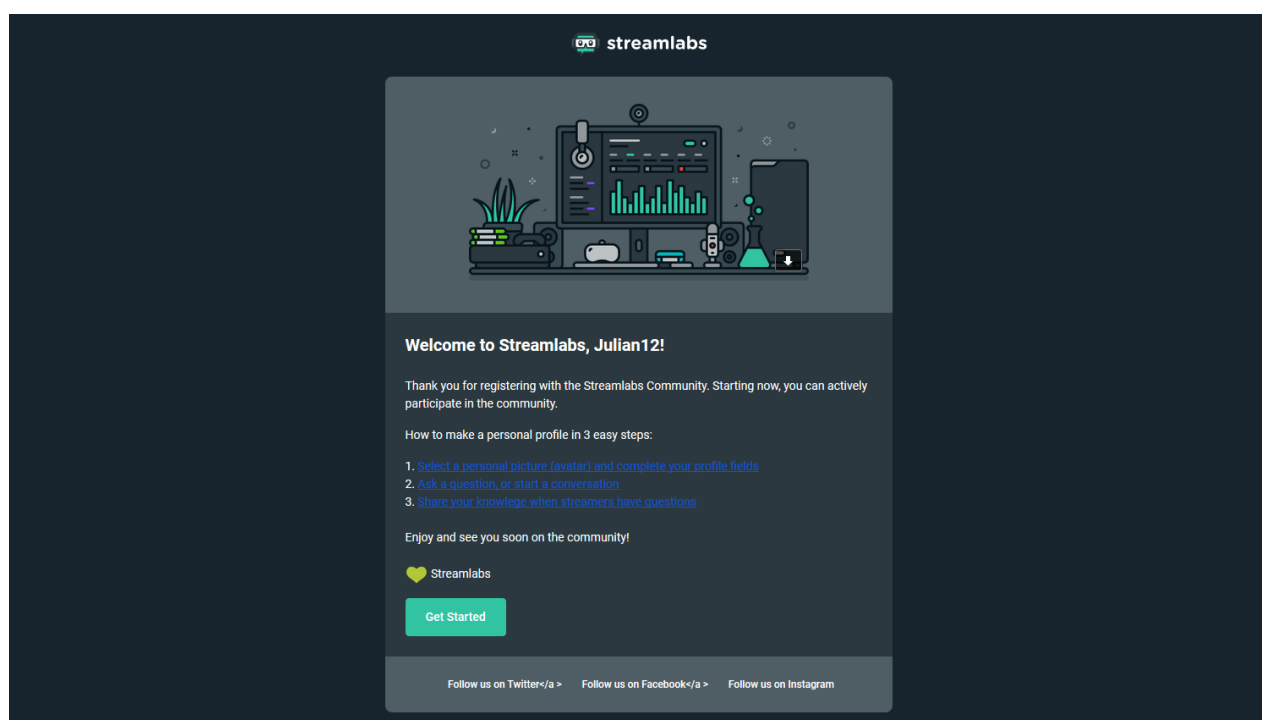 streamlabs
Welcome to Streamlabs, Julian12!
Thank you for registering with the Streamlabs Community. Starting now, you can actively
participate in the community.
How to make a personal profile in 3 easy steps:
1. Select a personal picture (avatar) and complete your profile fields
2. Ask a question, or start a conversation
3. Share your knowlege when streamers have questions
Enjoy and see you soon on the community!
Streamlabs
Get Started
Follow us on Twitter</a > Follow us on Facebook</a > Follow us on Instagram